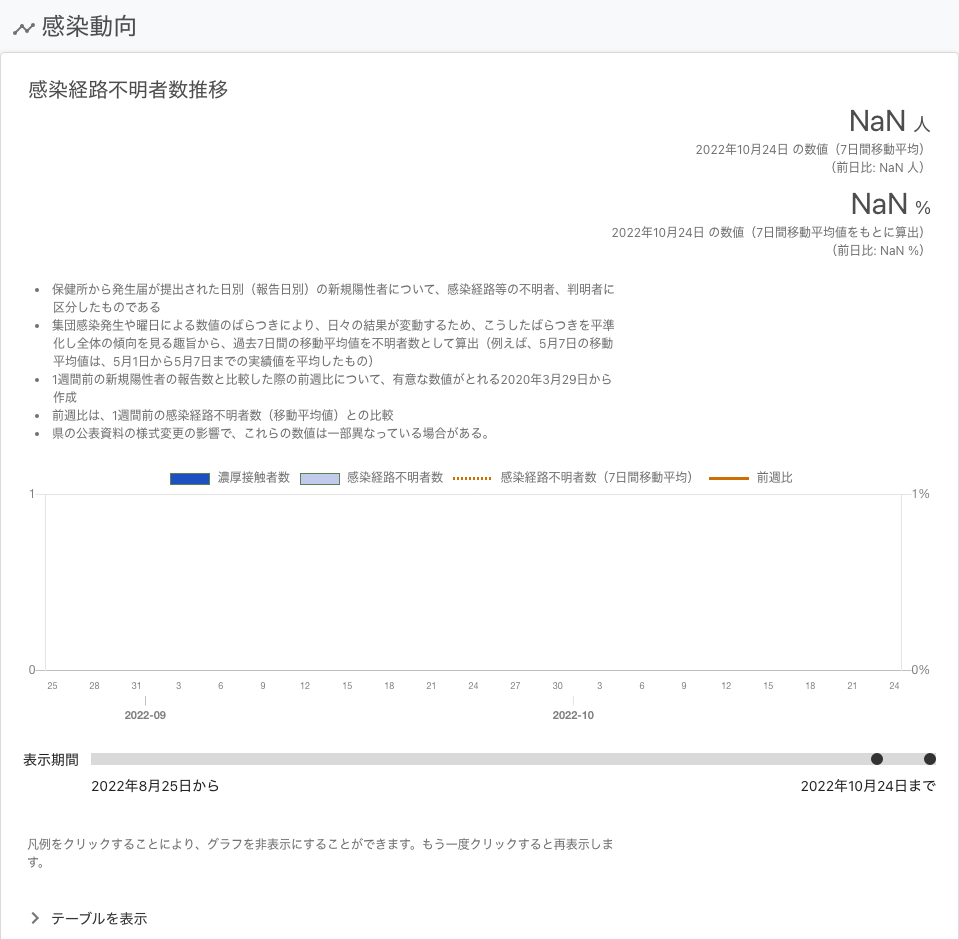 感染動向
感染経路不明者数推移
NaN 人
2022年10月24日 の数値（7日間移動平均）
（前日比: NaN 人）
NaN %
2022年10月24日 の数値（7日間移動平均値をもとに算出）
（前日比: NaN %）
• 保健所から発生届が提出された日別（報告日別）の新規陽性者について、感染経路等の不明者、判明者に
区分したものである
• 集団感染発生や曜日による数値のばらつきにより、日々の結果が変動するため、こうしたばらつきを平準
化し全体の傾向を見る趣旨から、過去7日間の移動平均値を不明者数として算出（例えば、5月7日の移動
平均値は、5月1日から5月7日までの実績値を平均したもの）
• 1週間前の新規陽性者の報告数と比較した際の前週比について、有意な数値がとれる2020年3月29日から
作成
• 前週比は、1週間前の感染経路不明者数（移動平均値）との比較
• 県の公表資料の様式変更の影響で、これらの数値は一部異なっている場合がある。
濃厚接触者数 感染経路不明者数 感染経路不明者数（7日間移動平均） 前週比
1 1%
0 0%
25 28 31 3 6 9 12 15 18 21 24 27 30 3 6 9 12 15 18 21 24
2022-09 2022-10
表示期間
2022年8月25日から 2022年10月24日まで
凡例をクリックすることにより、グラフを非表示にすることができます。もう一度クリックすると再表示しま
す。
テーブルを表示